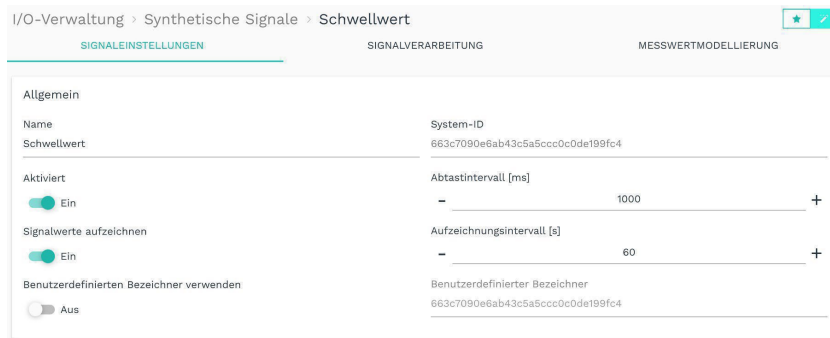 I/O-Verwaltung > Synthetische Signale > Schwellwert
SIGNALEINSTELLUNGEN
SIGNALVERARBEITUNG
MESSWERTMODELLIERUNG
Allgemein
Name
System-ID
Schwellwert
663c7090e6ab43c5a5ccc0c0de199fc4
Aktiviert
Abtastintervall [ms]
Ein
- 1000 +
Signalwerte aufzeichnen
Aufzeichnungsintervall [s]
Ein
- 60 +
Benutzerdefinierten Bezeichner verwenden
Benutzerdefinierter Bezeichner
Aus
663c7090e6ab43c5a5ccc0c0de199fc4